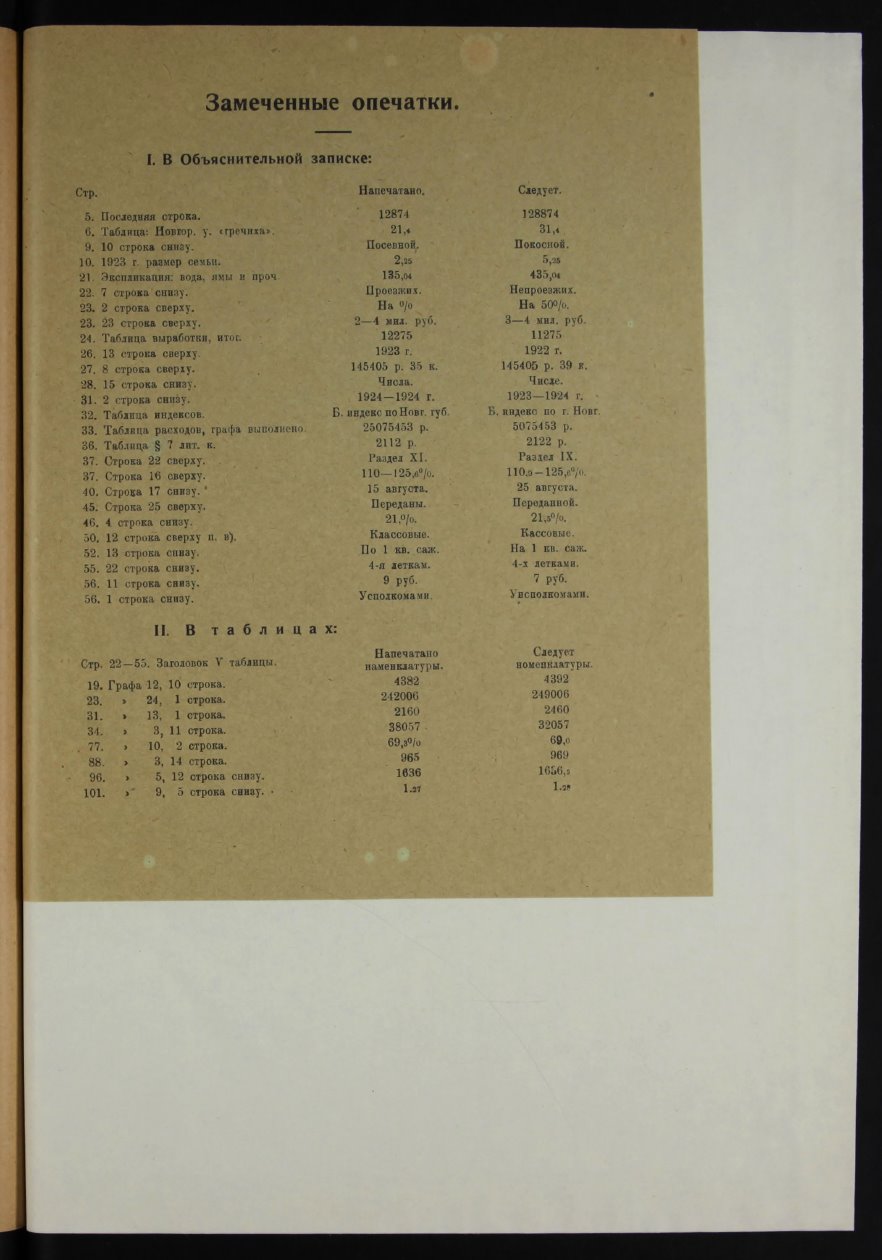 Замеченные опечатки.
I. В Объяснительной записке:
Стр. Напечатано. Следует.
5. Последняя строка. 12874 128874
6. Таблица: Новгор. у. «гречиха». 21,4 31,4
9. 10 строка снизу. Посевной. Покосной.
10. 1923 г. размер семьи. 2,25 5,25
21. Экспликация: вода, ямы и проч. 135,04 435,04
22. 7 строка снизу. Проезжих. Непроезжих.
23. 2 строка сверху. На % На 50%.
23. 23 строка сверху. 2—4 мил. руб. 3—4 мил. руб.
24. Таблица выработки, итог. 12275 11275
26. 13 строка сверху. 1923 г. 1922 г.
27. 8 строка сверху. 145405 р. 35 к. 145405 р. 39 к.
28. 15 строка снизу. Числа. Числе.
31. 2 строка снизу. 1924—1924 г. 1923—1924 г.
32. Таблица индексов. Б. индекс по Новг. губ. Б. индекс по г. Новг.
33. Таблица расходов, графа выполнено. 25075453 р. 5075453 р.
36. Таблица § 7 лит. к. 2112 р. 2122 р.
37. Строка 22 сверху. Раздел XI. Раздел IX.
37. Строка 16 сверху. 110—125,6%. 110,9—125,6%.
40. Строка 17 снизу. 15 августа. 25 августа.
45. Строка 25 сверху. Переданы. Переданной.
46. 4 строка снизу. 21.%. 21,5%.
50. 12 строка сверху п. в). Классовые. Кассовые.
52. 13 строка снизу. По 1 кв. саж. На 1 кв. саж.
55. 22 строка снизу. 4-я леткам. 4-х летками.
56. 11 строка снизу. 9 руб. 7 руб.
56. 1 строка снизу. Усполкомами. Уисполкомами.
II. В таблицах:
Напечатано Следует
Стр. 22—55. Заголовок V таблицы. наменклатуры. номенклатуры.
19. Графа 12, 10 строка. 4382 4392
23. » 24, 1 строка. 242006 249006
31. » 13, 1 строка. 2160 2460
34. » 3, 11 строка. 38057 32057
77. » 10, 2 строка. 69,5% 69,0
88. » 3, 14 строка. 965 969
96. » 5, 12 строка снизу. 1636 1636,5
101. » 9, 5 строка снизу. 1.27 1.28